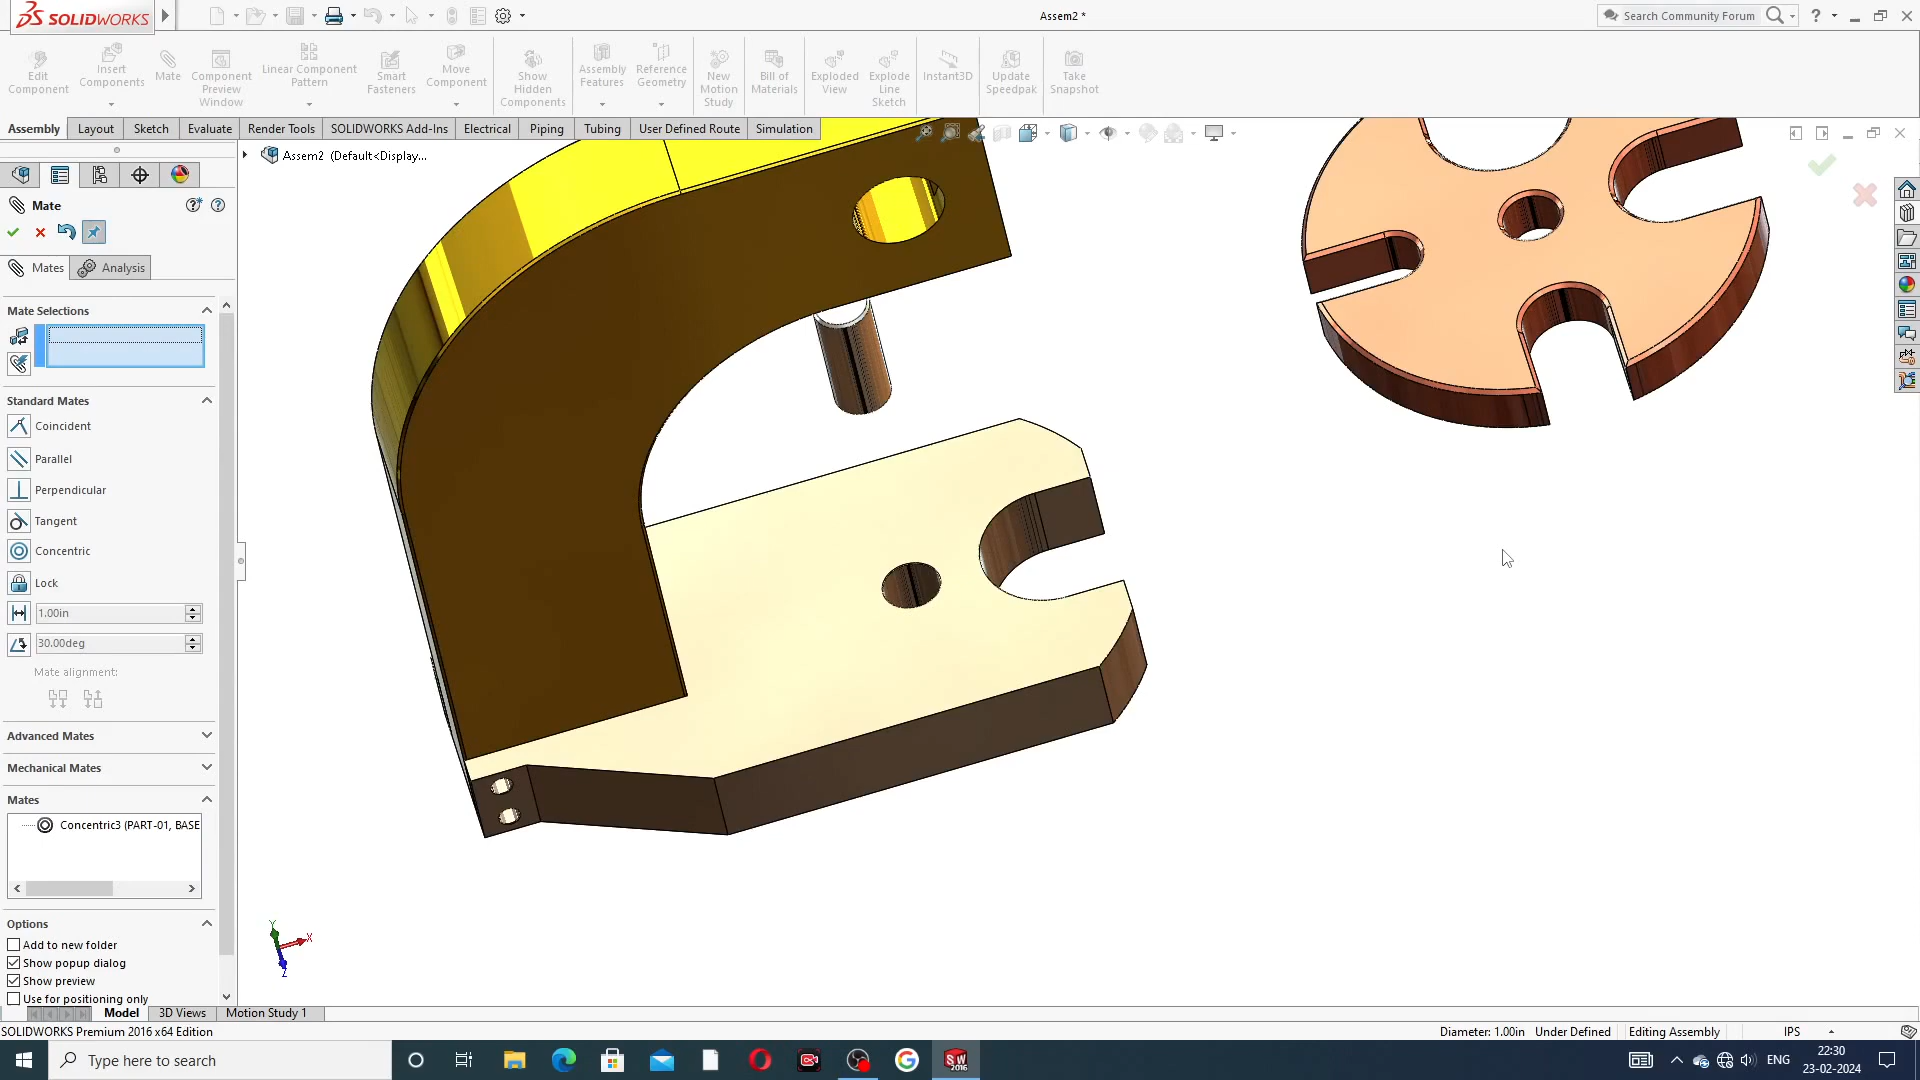 SOLIDWORKS
Assem2 *
Search Community Forum
Edit Component
Insert Components
Mate
Component Preview Window
Linear Component Pattern
Smart Fasteners
Move Component
Show Hidden Components
Assembly Features
Reference Geometry
New Motion Study
Bill of Materials
Exploded View
Explode Line Sketch
Instant3D
Update Speedpak
Take Snapshot
Assembly
Layout
Sketch
Evaluate
Render Tools
SOLIDWORKS Add-Ins
Electrical
Piping
Tubing
User Defined Route
Simulation
Assem2 (Default<Display...
Mate
Mates
Analysis
Mate Selections
Standard Mates
Coincident
Parallel
Perpendicular
Tangent
Concentric
Lock
1.00in
30.00deg
Mate alignment:
Advanced Mates
Mechanical Mates
Mates
Concentric3 (PART-01, BASE
Options
Add to new folder
Show popup dialog
Show preview
Use for positioning only
Y
X
Z
Model
3D Views
Motion Study 1
SOLIDWORKS Premium 2016 x64 Edition
Diameter: 1.00in
Under Defined
Editing Assembly
IPS
Type here to search
SW
2016
ENG
22:30
23-02-2024